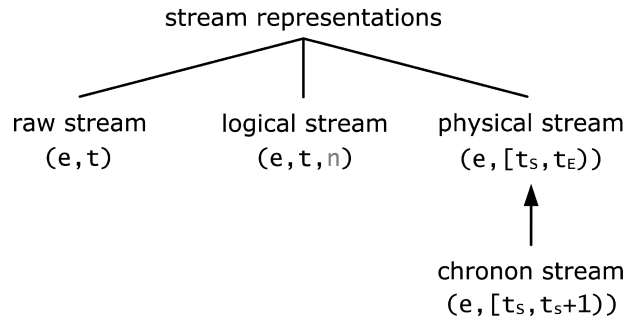 stream representations
raw stream
(e,t)
logical stream
(e,t,n)
physical stream
(e,[tS,tE))
chronon stream
(e,[tS,tS+1))